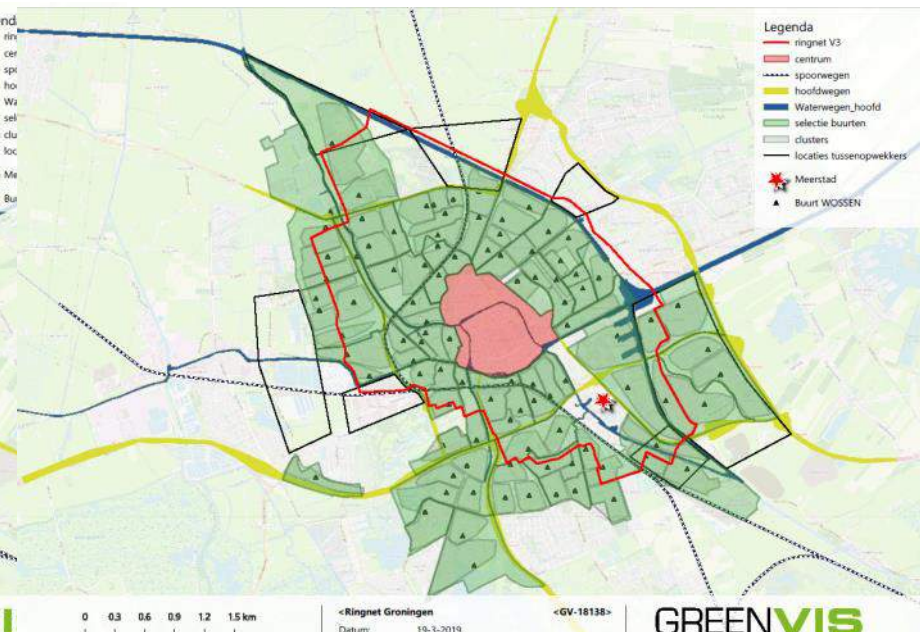 Legenda
ringnet V3
centrum
spoorwegen
hoofdwegen
Waterwegen_hoofd
selectie buurten
clusters
locaties tussenopwekkers
Meerstad
Buurt WOSSEN
0 0.3 0.6 0.9 1.2 1.5 km
<Ringnet Groningen
<GV-18138>
Datum: 19-3-2019
GREENVIS